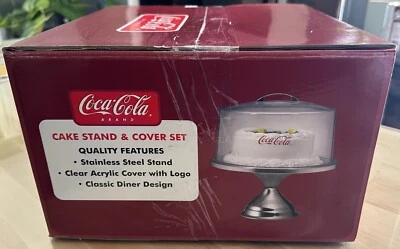 Coca-Cola
BRAND
CAKE STAND & COVER SET
QUALITY FEATURES
• Stainless Steel Stand
• Clear Acrylic Cover with Logo
• Classic Diner Design
Coca-Cola